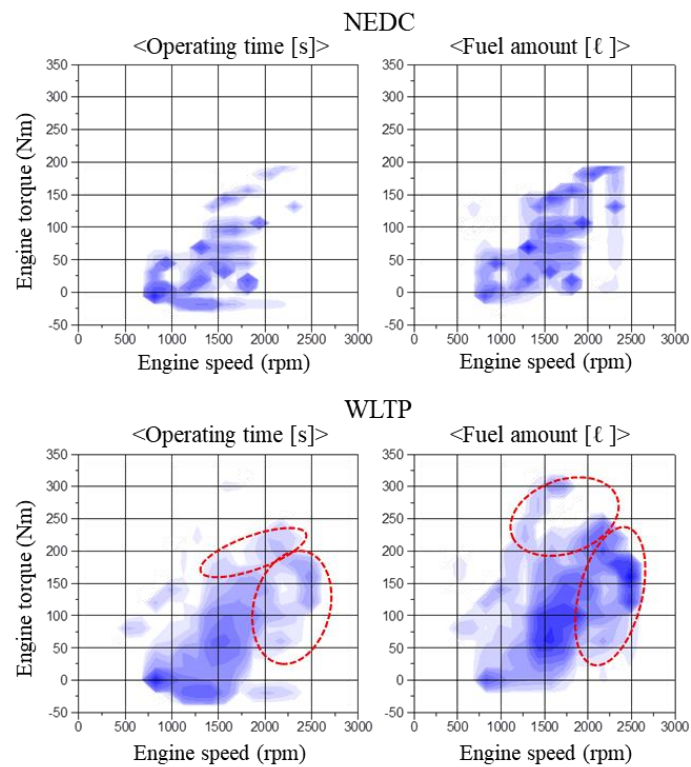 NEDC
<Operating time [s]> <Fuel amount [ℓ]>
350 350
300 300
250 250
200 200
150 150
100 100
50 50
0 0
-50 -50
0 500 1000 1500 2000 2500 3000 0 500 1000 1500 2000 2500 3000
Engine torque (Nm)
Engine speed (rpm) Engine speed (rpm)
WLTP
<Operating time [s]> <Fuel amount [ℓ ]>
350 350
300 300
250 250
200 200
150 150
100 100
50 50
0 0
-50 -50
0 500 1000 1500 2000 2500 3000 0 500 1000 1500 2000 2500 3000
Engine torque (Nm)
Engine speed (rpm) Engine speed (rpm)